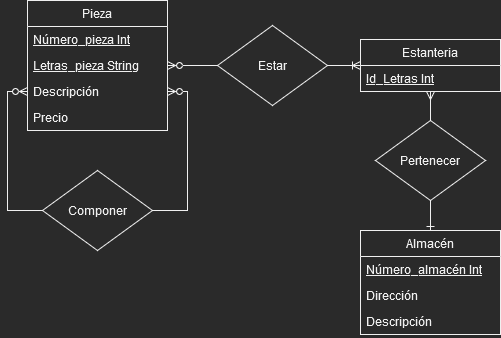 Pieza
Número_pieza Int
Letras_pieza String
Descripción
Precio
Estar
Estanteria
Id_Letras Int
Componer
Pertenecer
Almacén
Número_almacén Int
Dirección
Descripción